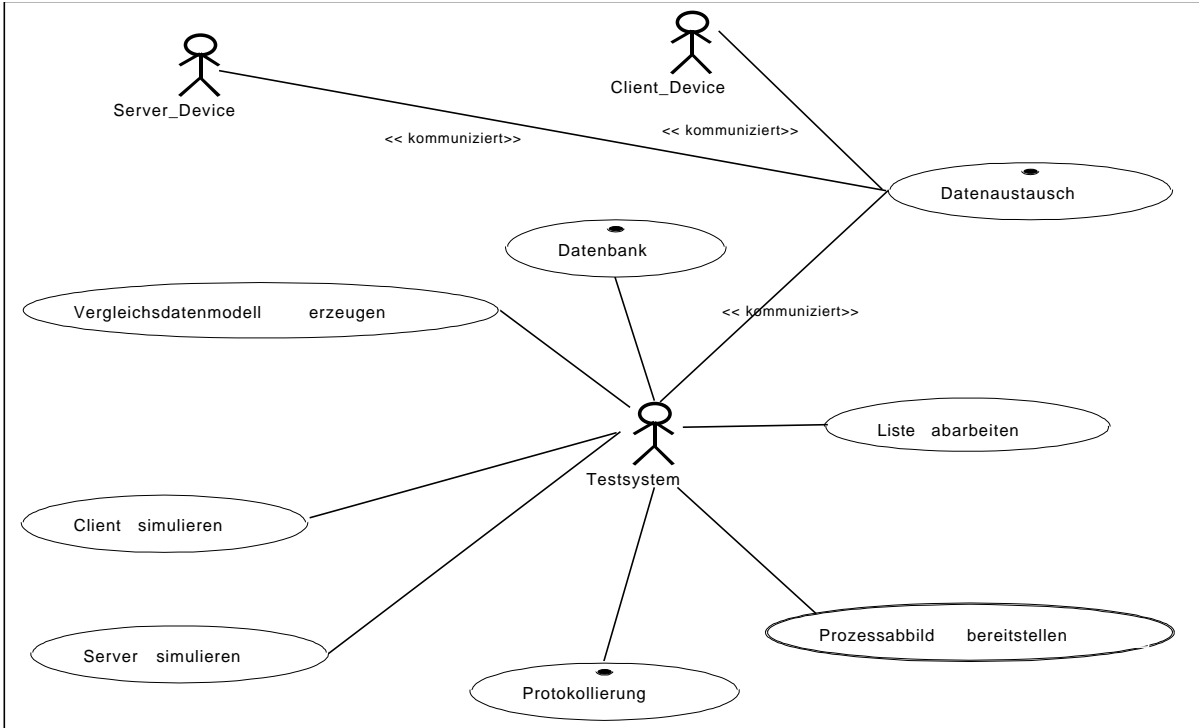 Client_Device
Server_Device
<< kommuniziert>>
<< kommuniziert>>
Datenaustausch
Datenbank
Vergleichsdatenmodell erzeugen
<< kommuniziert>>
Liste abarbeiten
Testsystem
Client simulieren
Prozessabbild bereitstellen
Server simulieren
Protokollierung